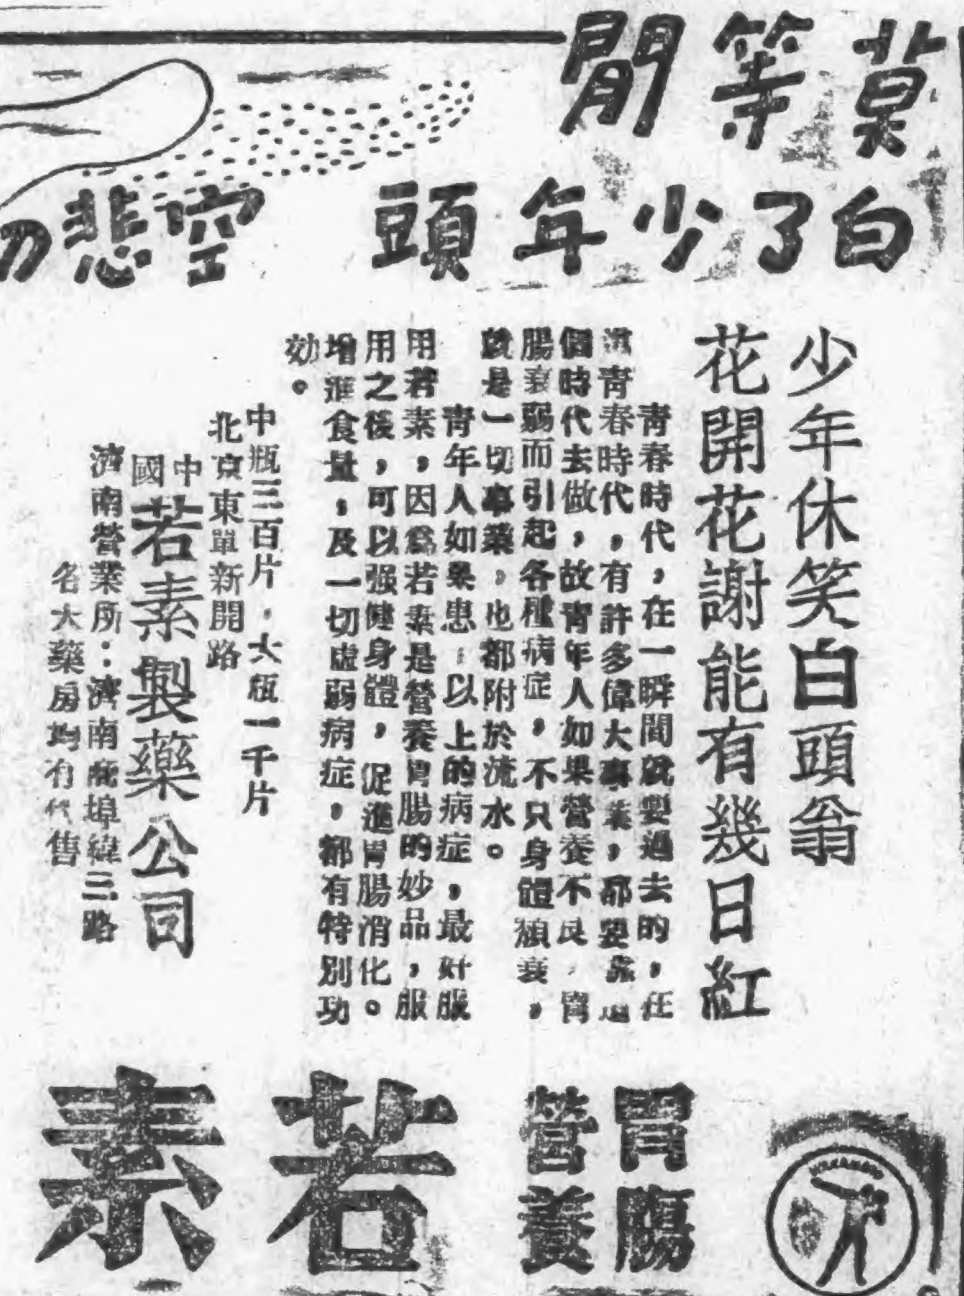 莫等閒
白了少年頭 空悲切
少年休笑白頭翁
花開花謝能有幾日紅
青春時代，在一瞬間就要過去的，在
青春時代，有許多偉大事業，都要靠這
個時代去做，故青年人如果營養不良，胃
腸衰弱而引起各種病症，不只身體頹衰，
就是一切事業，也都附於流水。
青年人如果患以上的病症，最好服
用若素，因為若素是營養胃腸的妙品，服
用之後，可以强健身體，促進胃腸消化。
增進食量，及一切虛弱病症，都有特別功
効。
中瓶三百片．大瓶一千片
北京東單新開路
中國若素製藥公司
濟南營業所：濟南商埠緯三路
各大藥房均有代售
胃腸
營養
若素